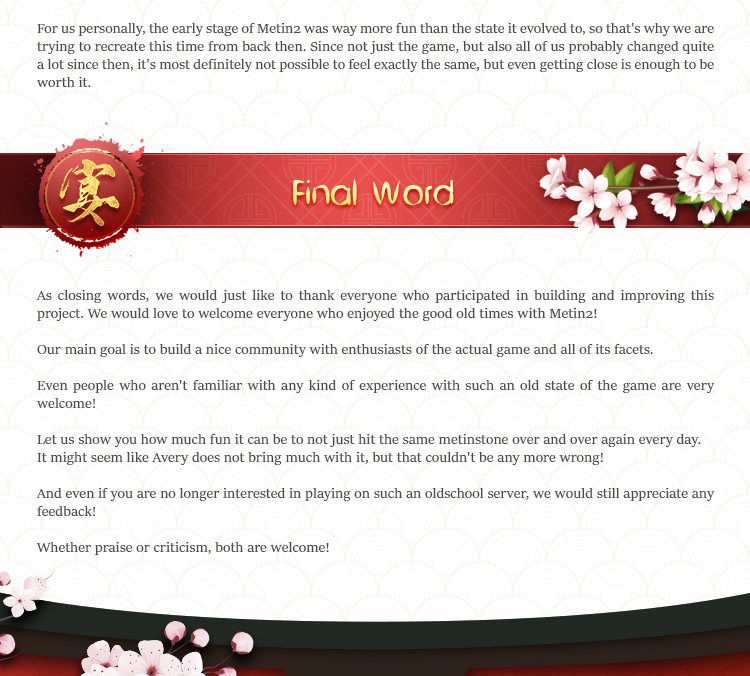 For us personally, the early stage of Metin2 was way more fun than the state it evolved to, so that's why we are
trying to recreate this time from back then. Since not just the game, but also all of us probably changed quite
a lot since then, it's most definitely not possible to feel exactly the same, but even getting close is enough to be
worth it.
宴
Final Word
As closing words, we would just like to thank everyone who participated in building and improving this
project. We would love to welcome everyone who enjoyed the good old times with Metin2!
Our main goal is to build a nice community with enthusiasts of the actual game and all of its facets.
Even people who aren't familiar with any kind of experience with such an old state of the game are very
welcome!
Let us show you how much fun it can be to not just hit the same metinstone over and over again every day.
It might seem like Avery does not bring much with it, but that couldn't be any more wrong!
And even if you are no longer interested in playing on such an oldschool server, we would still appreciate any
feedback!
Whether praise or criticism, both are welcome!